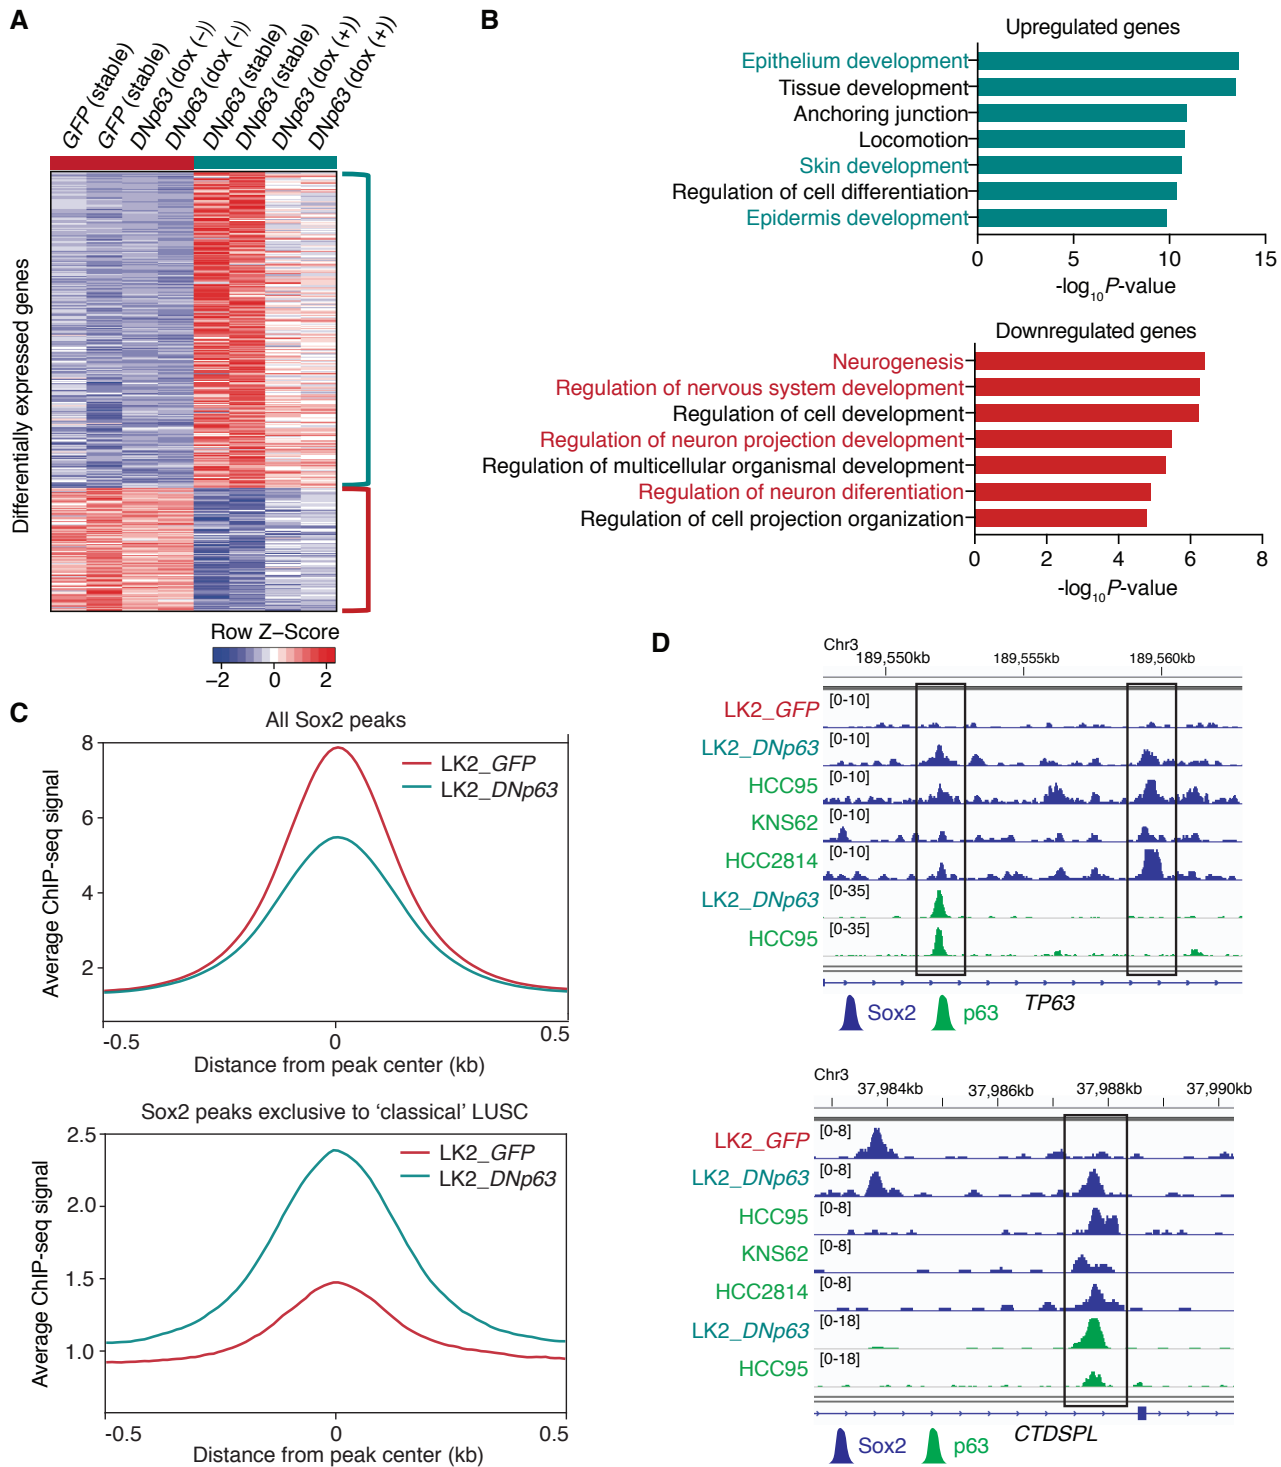 A
GFP (stable)
GFP (stable)
DNp63 (dox (-))
DNp63 (dox (-))
DNp63 (stable)
DNp63 (stable)
DNp63 (dox (+))
DNp63 (dox (+))
Differentially expressed genes
Row Z−Score
−2 0 2
B
Upregulated genes
Epithelium development
Tissue development
Anchoring junction
Locomotion
Skin development
Regulation of cell differentiation
Epidermis development
0 5 10 15
-log10P-value
Downregulated genes
Neurogenesis
Regulation of nervous system development
Regulation of cell development
Regulation of neuron projection development
Regulation of multicellular organismal development
Regulation of neuron diferentiation
Regulation of cell projection organization
0 2 4 6 8
-log10P-value
C
All Sox2 peaks
Average ChIP-seq signal
8
6
4
2
LK2_GFP
LK2_DNp63
-0.5 0 0.5
Distance from peak center (kb)
Sox2 peaks exclusive to ‘classical’ LUSC
Average ChIP-seq signal
2.5
2.0
1.5
1.0
LK2_GFP
LK2_DNp63
-0.5 0 0.5
Distance from peak center (kb)
D
Chr3
189,550kb 189,555kb 189,560kb
LK2_GFP [0-10]
LK2_DNp63 [0-10]
HCC95 [0-10]
KNS62 [0-10]
HCC2814 [0-10]
LK2_DNp63 [0-35]
HCC95 [0-35]
Sox2 p63 TP63
Chr3
37,984kb 37,986kb 37,988kb 37,990kb
LK2_GFP [0-8]
LK2_DNp63 [0-8]
HCC95 [0-8]
KNS62 [0-8]
HCC2814 [0-8]
LK2_DNp63 [0-18]
HCC95 [0-18]
Sox2 p63 CTDSPL